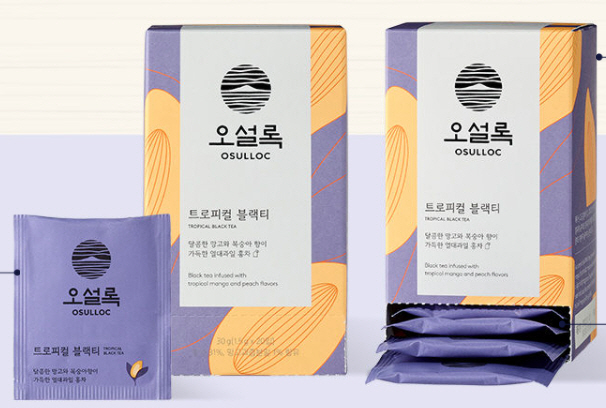 오설록
OSULLOC
트로피컬 블랙티
TROPICAL BLACK TEA
달콤한 망고와 복숭아 향이
가득한 열대과일 홍차
Black tea infused with
tropical mango and peach flavors
30 g(1.5 g x 20입)
오설록
OSULLOC
트로피컬 블랙티
TROPICAL BLACK TEA
달콤한 망고와 복숭아 향이
가득한 열대과일 홍차
Black tea infused with
tropical mango and peach flavors
오설록
OSULLOC
트로피컬 블랙티 TROPICAL
BLACK TEA
달콤한 망고와 복숭아향이
가득한 열대과일 홍차